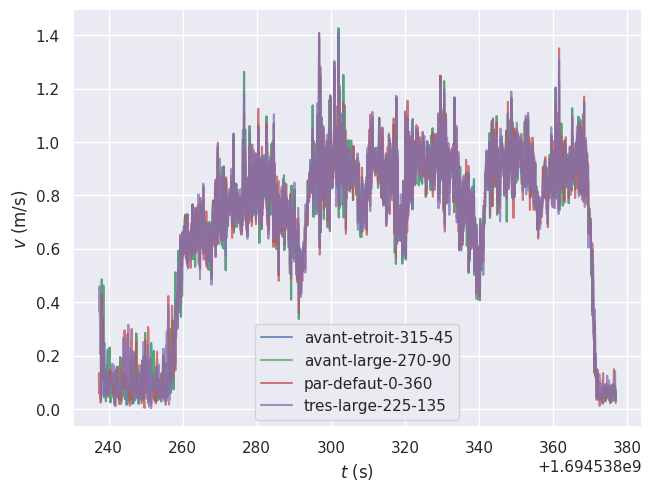 1.4
1.2
1.0
0.8
0.6
0.4
0.2
0.0
v (m/s)
avant-etroit-315-45
avant-large-270-90
par-defaut-0-360
tres-large-225-135
240 260 280 300 320 340 360 380
t (s)
+1.694538e9